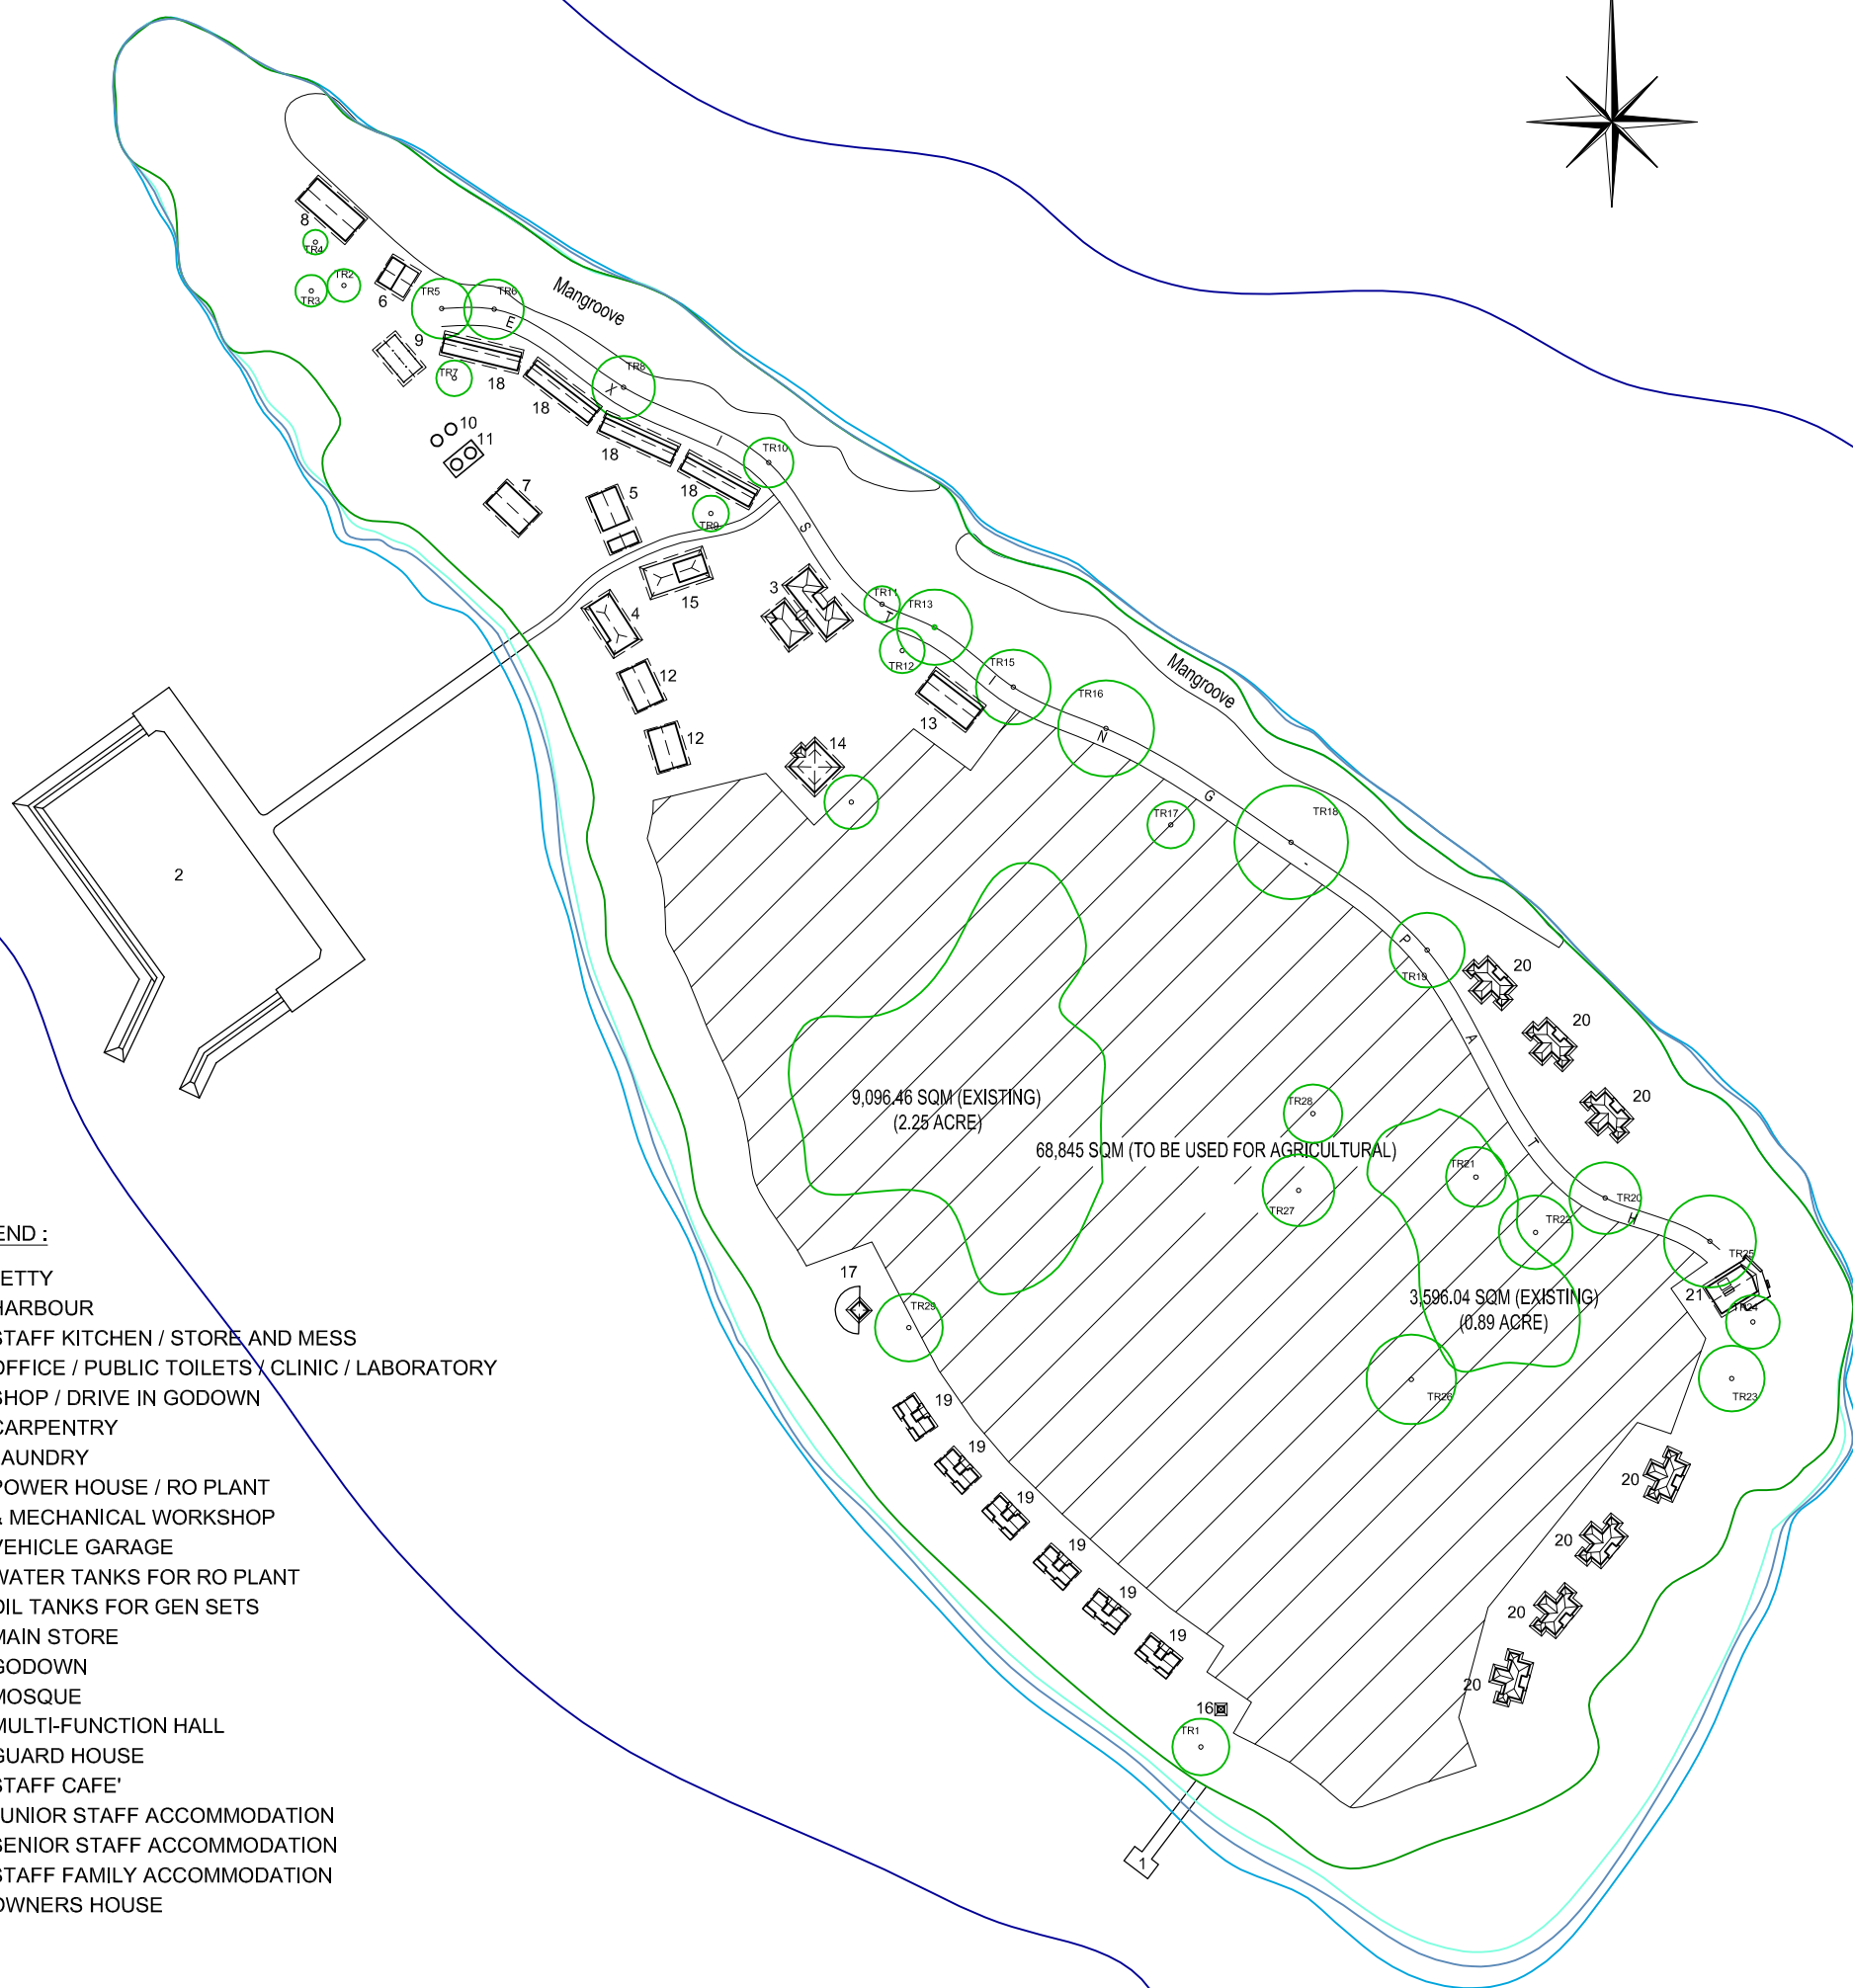 8
TR4
TR2
TR3
6
TR5
TR6
Mangroove
E
9
TR7
18
TR8
X
18
10
11
18
I
TR10
18
7
5
TR9
S
15
3
4
TR11
TR13
T
TR12
12
12
TR15
I
13
14
TR16
N
Mangroove
G
TR17
TR18
-
2
P
TR19
20
A
20
20
9,096.46 SQM (EXISTING)
(2.25 ACRE)
TR28
68,845 SQM (TO BE USED FOR AGRICULTURAL)
T
TR21
TR27
TR20
TR22
H
TR25
17
TR29
3,596.04 SQM (EXISTING)
(0.89 ACRE)
21
TR24
TR26
TR23
19
19
19
19
19
19
20
20
20
20
16
TR1
1
END :
ETTY
HARBOUR
STAFF KITCHEN / STORE AND MESS
OFFICE / PUBLIC TOILETS / CLINIC / LABORATORY
SHOP / DRIVE IN GODOWN
CARPENTRY
AUNDRY
POWER HOUSE / RO PLANT
& MECHANICAL WORKSHOP
VEHICLE GARAGE
WATER TANKS FOR RO PLANT
OIL TANKS FOR GEN SETS
MAIN STORE
GODOWN
MOSQUE
MULTI-FUNCTION HALL
GUARD HOUSE
STAFF CAFE'
UNIOR STAFF ACCOMMODATION
SENIOR STAFF ACCOMMODATION
STAFF FAMILY ACCOMMODATION
OWNERS HOUSE